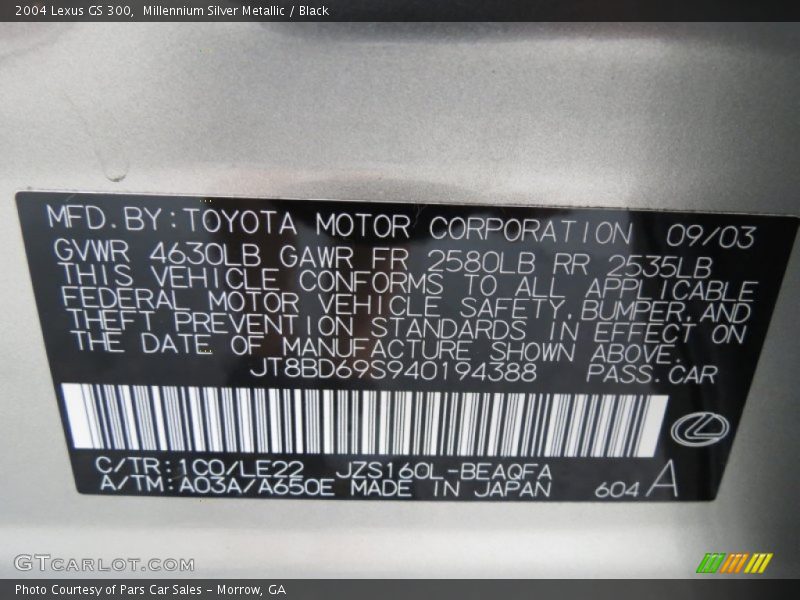 2004 Lexus GS 300,  Millennium Silver Metallic / Black
MFD. BY: TOYOTA MOTOR CORPORATION 09/03
GVWR 4630LB GAWR FR 2580LB RR 2535LB
THIS VEHICLE CONFORMS TO ALL APPLICABLE
FEDERAL MOTOR VEHICLE SAFETY, BUMPER, AND
THEFT PREVENTION STANDARDS IN EFFECT ON
THE DATE OF MANUFACTURE SHOWN ABOVE.
JT8BD69S940194388 PASS. CAR
C/TR: 1C0/LE22 JZS160L-BEAQFA
A/TM: A03A/A650E MADE IN JAPAN 604 A
GTCARLOT.COM
Photo Courtesy of Pars Car Sales - Morrow, GA